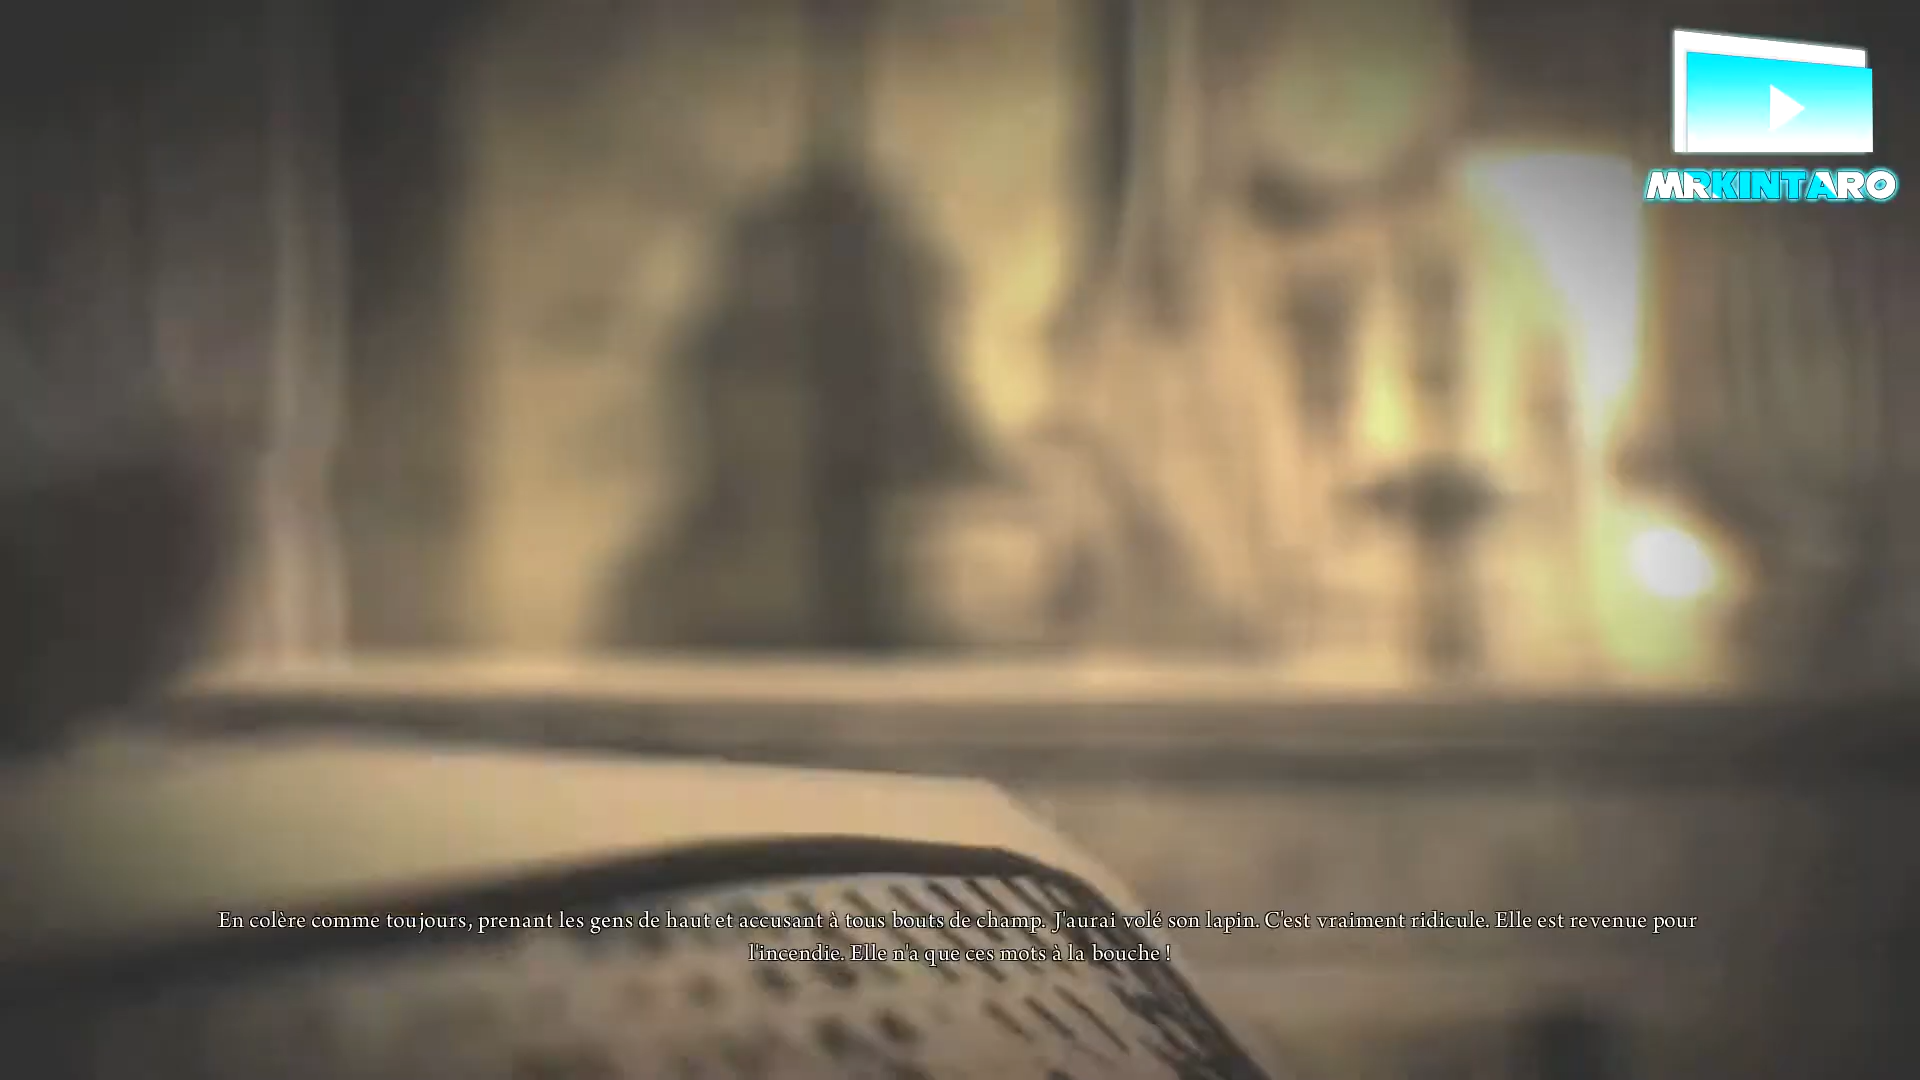 MRKINTARO
En colère comme toujours, prenant les gens de haut et accusant à tous bouts de champ. J'aurai volé son lapin. C'est vraiment ridicule. Elle est revenue pour
l'incendie. Elle n'a que ces mots à la bouche !